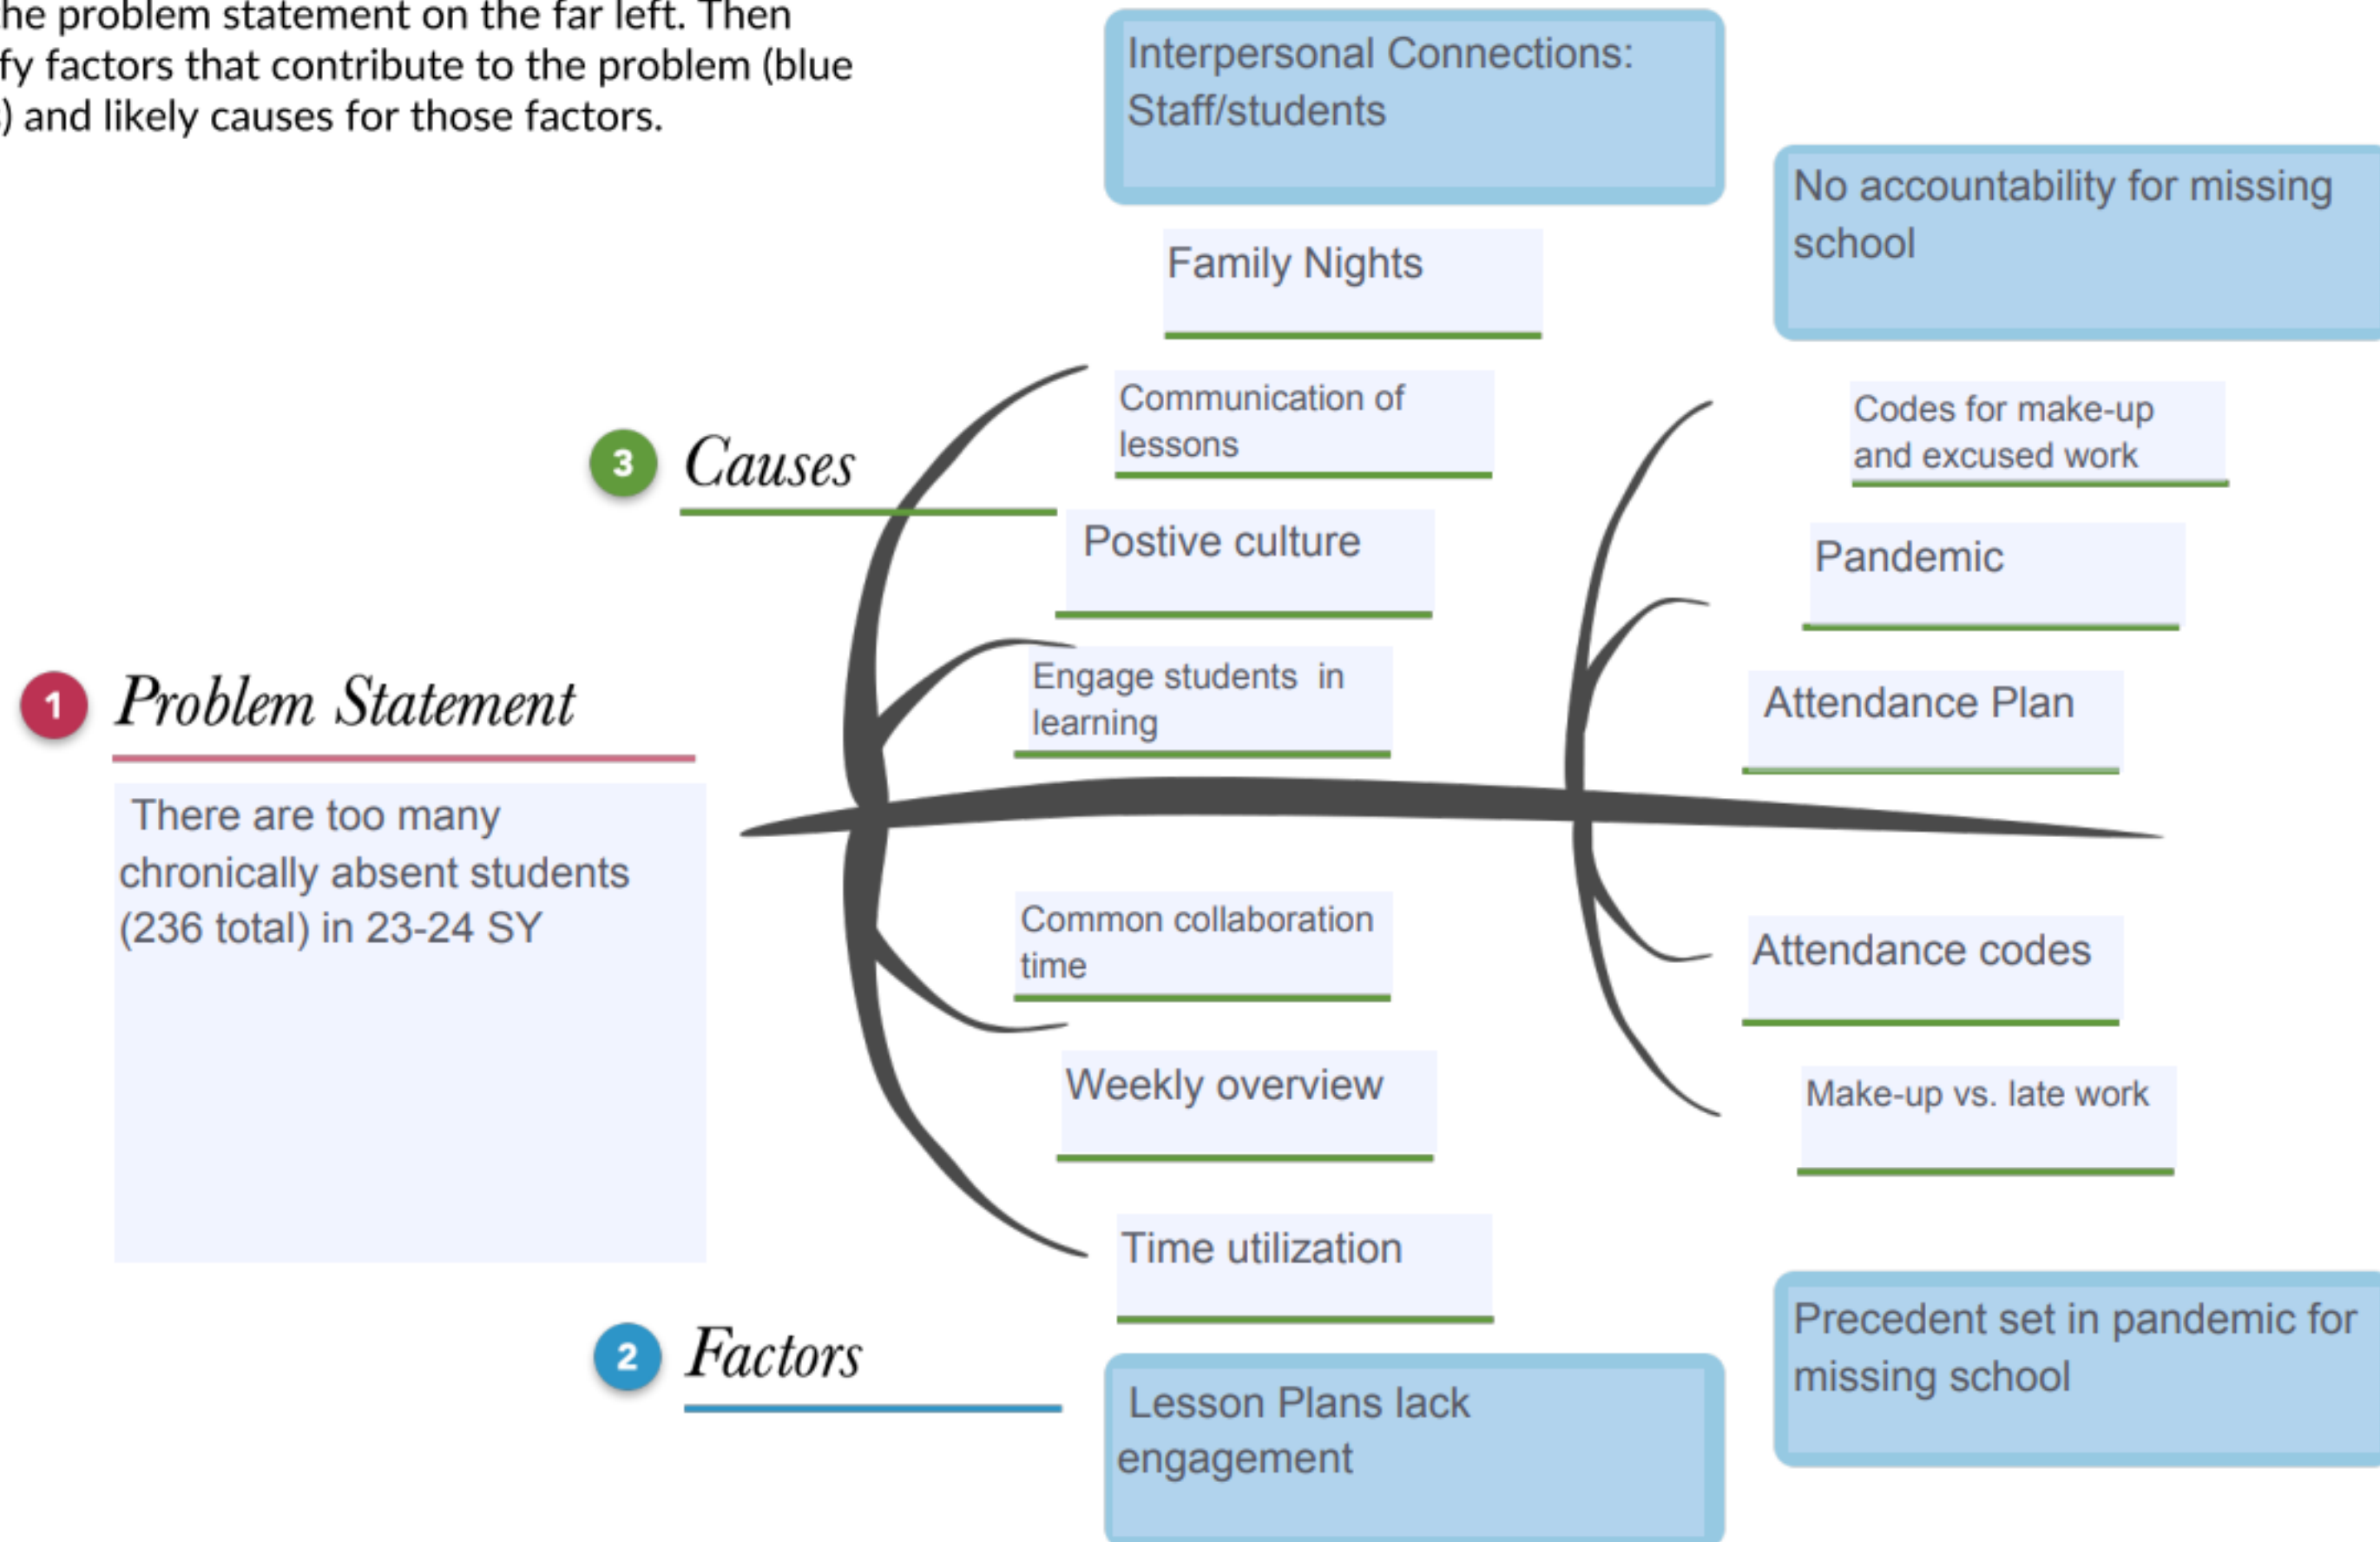 he problem statement on the far left. Then
fy factors that contribute to the problem (blue
) and likely causes for those factors.
Interpersonal Connections:
Staff/students
No accountability for missing
school
Family Nights
Communication of
lessons
Postive culture
Engage students in
learning
Codes for make-up
and excused work
Pandemic
Attendance Plan
3 Causes
1 Problem Statement
There are too many
chronically absent students
(236 total) in 23-24 SY
Common collaboration
time
Weekly overview
Time utilization
Attendance codes
Make-up vs. late work
2 Factors
Lesson Plans lack
engagement
Precedent set in pandemic for
missing school